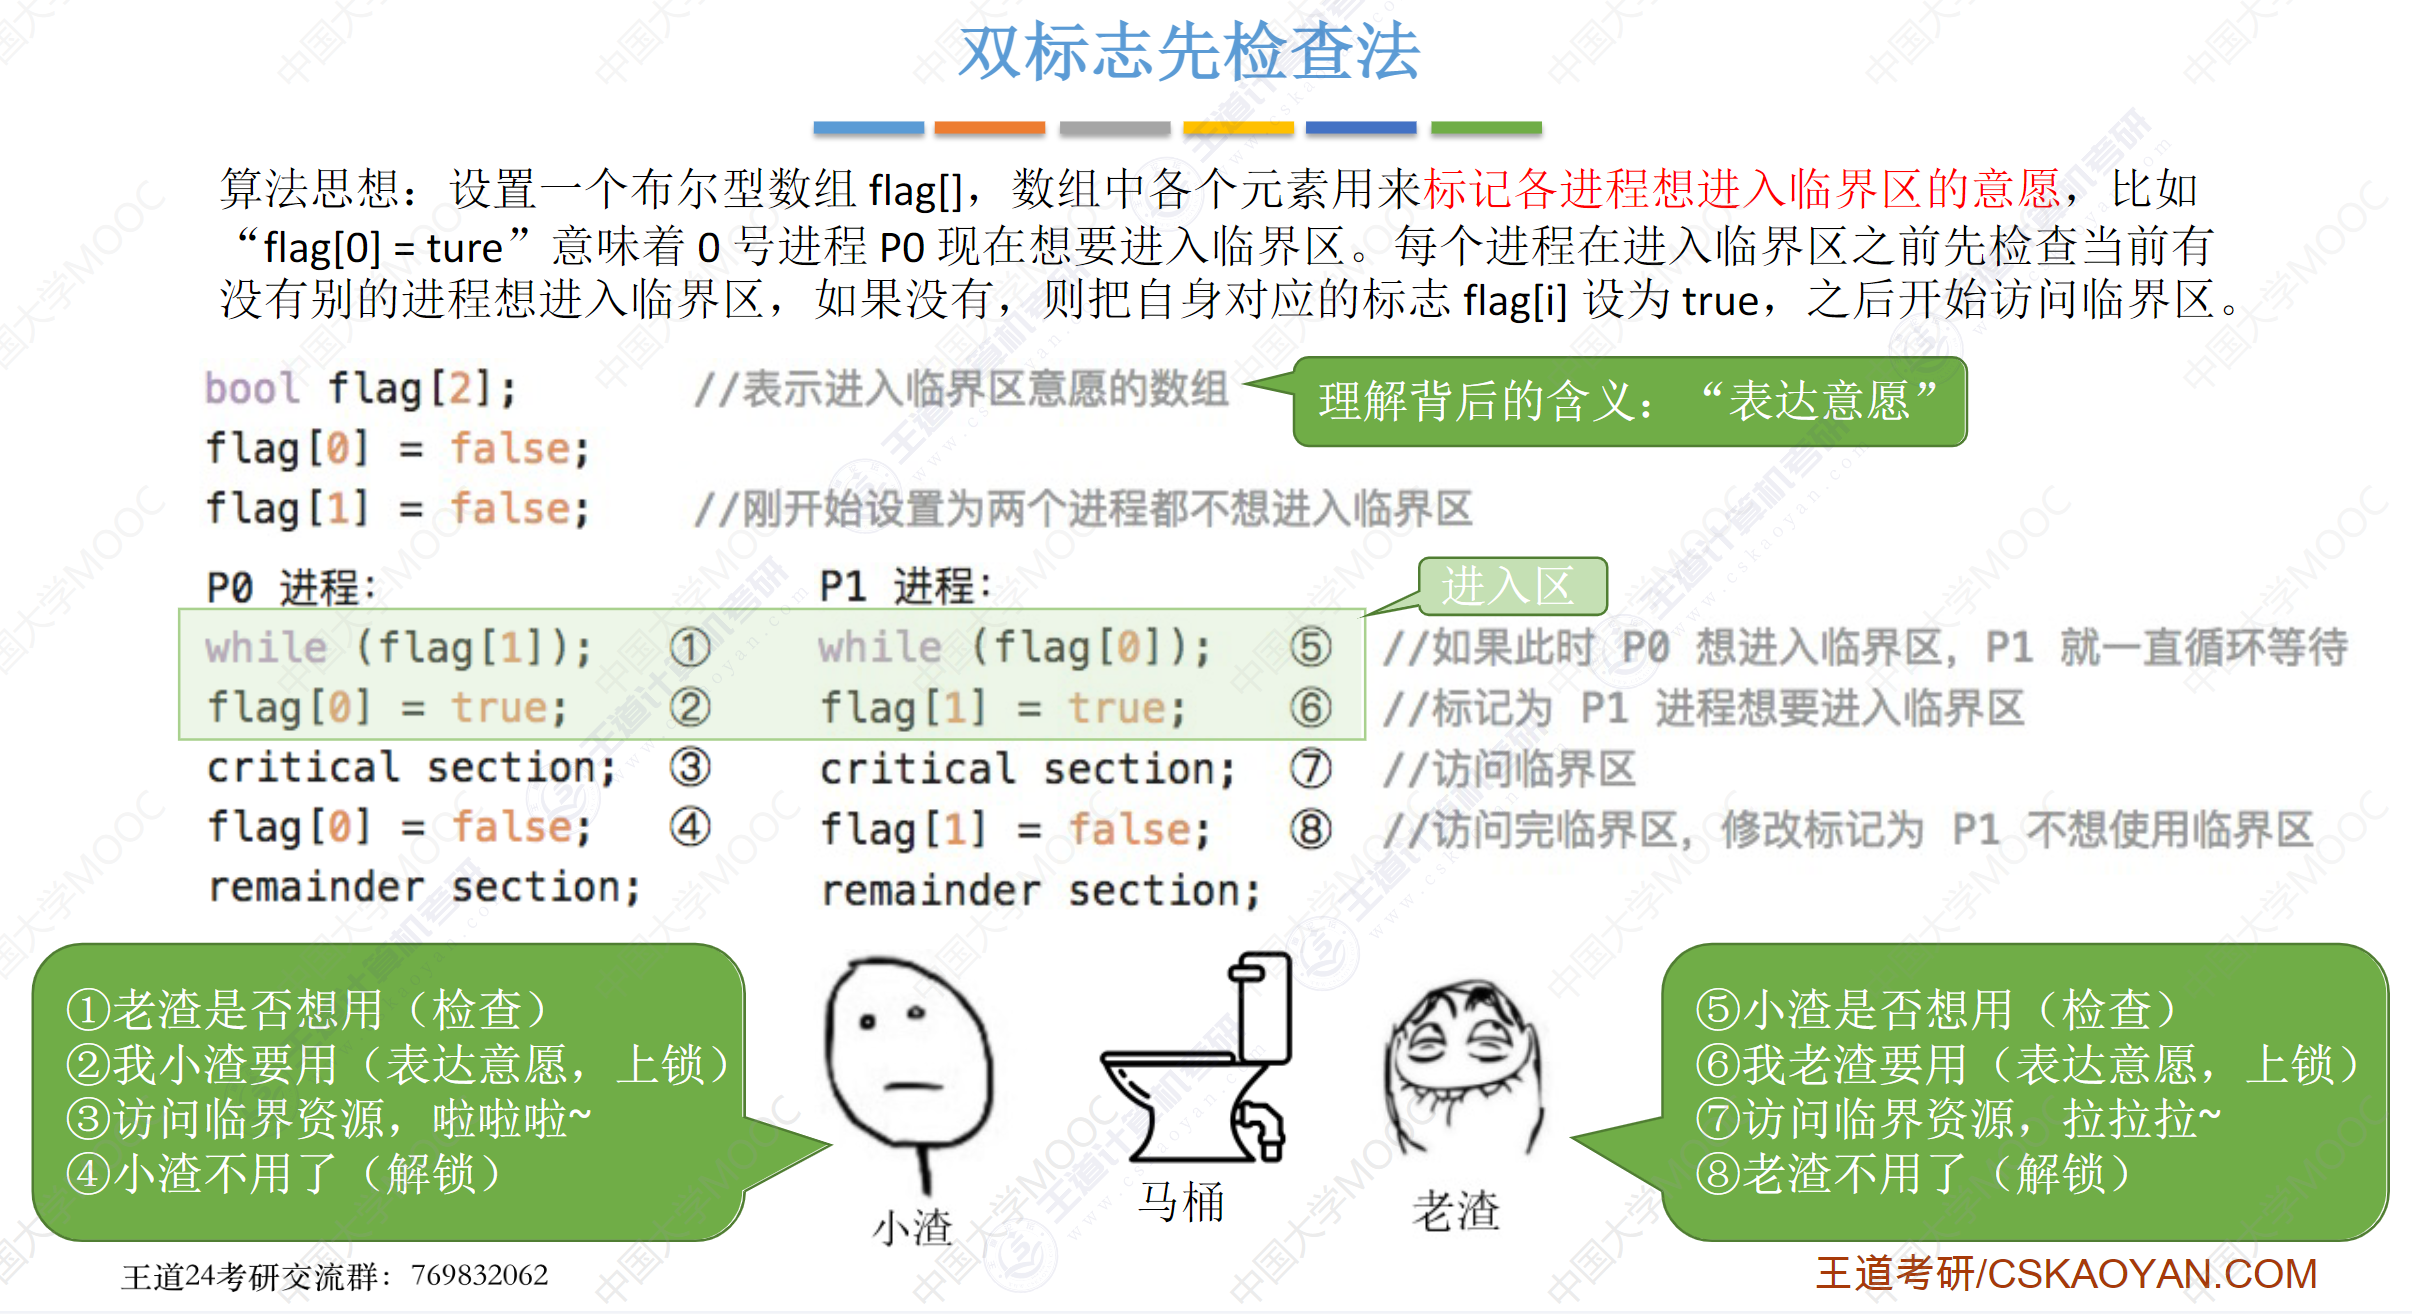 双标志先检查法
算法思想：设置一个布尔型数组 flag[]，数组中各个元素用来标记各进程想进入临界区的意愿，比如
“flag[0] = ture”意味着 0 号进程 P0 现在想要进入临界区。每个进程在进入临界区之前先检查当前有
没有别的进程想进入临界区，如果没有，则把自身对应的标志 flag[i] 设为 true，之后开始访问临界区。
bool flag[2]; //表示进入临界区意愿的数组
理解背后的含义：“表达意愿”
flag[0] = false;
flag[1] = false; //刚开始设置为两个进程都不想进入临界区
P0 进程： P1 进程：
进入区
while (flag[1]); ① while (flag[0]); ⑤ //如果此时 P0 想进入临界区，P1 就一直循环等待
flag[0] = true; ② flag[1] = true; ⑥ //标记为 P1 进程想要进入临界区
critical section; ③ critical section; ⑦ //访问临界区
flag[0] = false; ④ flag[1] = false; ⑧ //访问完临界区，修改标记为 P1 不想使用临界区
remainder section; remainder section;
①老渣是否想用（检查）
②我小渣要用（表达意愿，上锁）
③访问临界资源，啦啦啦~
④小渣不用了（解锁）
小渣
马桶
老渣
⑤小渣是否想用（检查）
⑥我老渣要用（表达意愿，上锁）
⑦访问临界资源，拉拉拉~
⑧老渣不用了（解锁）
王道24考研交流群：769832062
王道考研/CSKAOYAN.COM
中国大学MOOC
王道计算机考研
www.cskaoyan.com